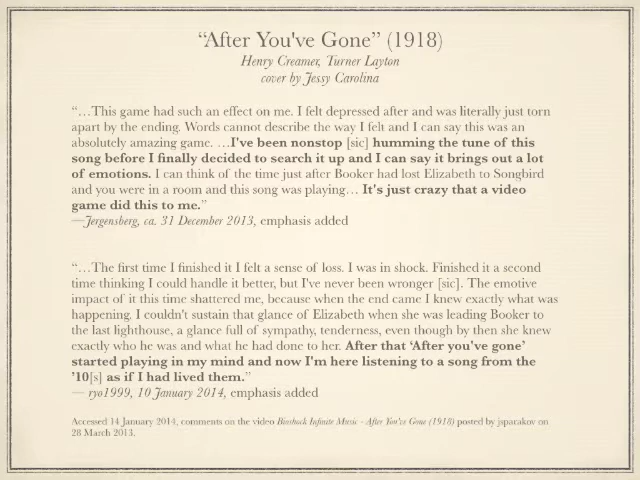 “After You've Gone” (1918)
Henry Creamer, Turner Layton
cover by Jessy Carolina
“…This game had such an effect on me. I felt depressed after and was literally just torn
apart by the ending. Words cannot describe the way I felt and I can say this was an
absolutely amazing game. …I've been nonstop [sic] humming the tune of this
song before I finally decided to search it up and I can say it brings out a lot
of emotions. I can think of the time just after Booker had lost Elizabeth to Songbird
and you were in a room and this song was playing… It's just crazy that a video
game did this to me.”
—Jergensberg, ca. 31 December 2013, emphasis added
“…The first time I finished it I felt a sense of loss. I was in shock. Finished it a second
time thinking I could handle it better, but I've never been wronger [sic]. The emotive
impact of it this time shattered me, because when the end came I knew exactly what was
happening. I couldn't sustain that glance of Elizabeth when she was leading Booker to
the last lighthouse, a glance full of sympathy, tenderness, even though by then she knew
exactly who he was and what he had done to her. After that ‘After you've gone’
started playing in my mind and now I'm here listening to a song from the
’10[s] as if I had lived them.”
— ryo1999, 10 January 2014, emphasis added
Accessed 14 January 2014, comments on the video Bioshock Infinite Music - After You've Gone (1918) posted by jsparakov on
28 March 2013.